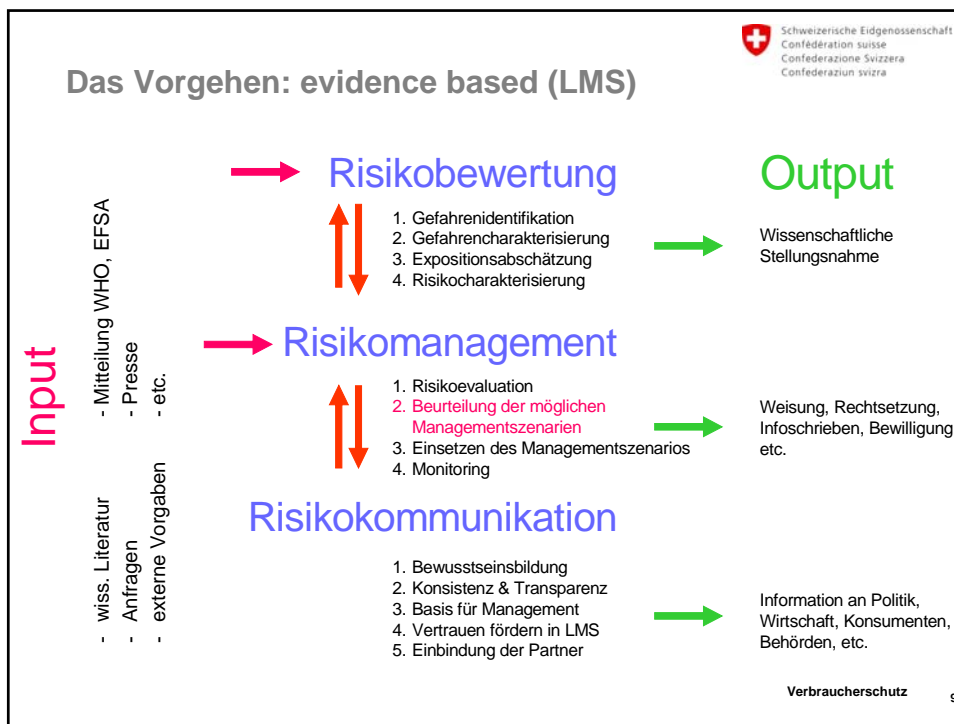 Schweizerische Eidgenossenschaft
Confédération suisse
Confederazione Svizzera
Confederaziun svizra
Das Vorgehen: evidence based (LMS)
Input
- wiss. Literatur
- Anfragen
- externe Vorgaben
- Mitteilung WHO, EFSA
- Presse
- etc.
Risikobewertung
1. Gefahrenidentifikation
2. Gefahrencharakterisierung
3. Expositionsabschätzung
4. Risikocharakterisierung
Output
Wissenschaftliche
Stellungsnahme
Risikomanagement
1. Risikoevaluation
2. Beurteilung der möglichen
Managementszenarien
3. Einsetzen des Managementszenarios
4. Monitoring
Weisung, Rechtsetzung,
Infoschrieben, Bewilligung
etc.
Risikokommunikation
1. Bewusstseinsbildung
2. Konsistenz & Transparenz
3. Basis für Management
4. Vertrauen fördern in LMS
5. Einbindung der Partner
Information an Politik,
Wirtschaft, Konsumenten,
Behörden, etc.
Verbraucherschutz
9